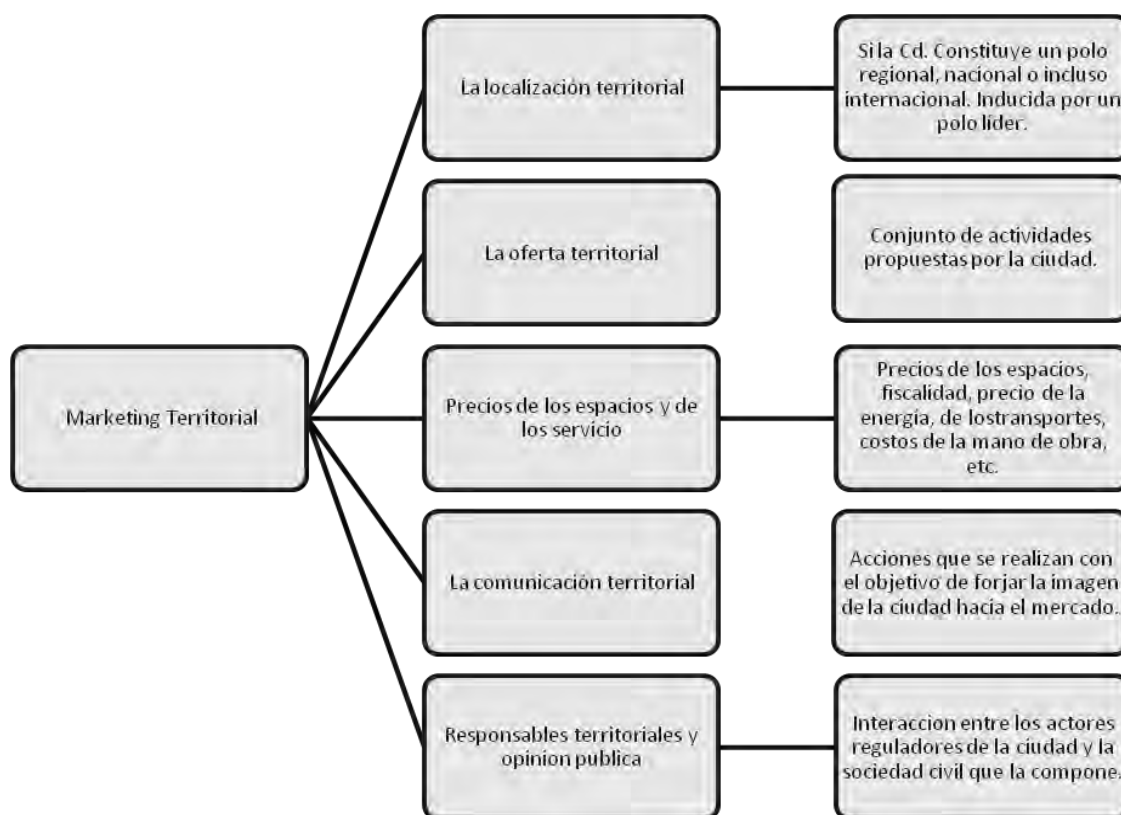 Marketing Territorial
La localización territorial
Si la Cd. Constituye un polo
regional, nacional o incluso
internacional. Inducida por un
polo líder.
La oferta territorial
Conjunto de actividades
propuestas por la ciudad.
Precios de los espacios y de
los servicio
Precios de los espacios,
fiscalidad, precio de la
energía, de lostransportes,
costos de la mano de obra,
etc.
La comunicación territorial
Acciones que se realizan con
el objetivo de forjar la imagen
de la ciudad hacia el mercado..
Responsables territoriales y
opinion publica
Interaccion entre los actores
reguladores de la ciudad y la
sociedad civil que la compone.